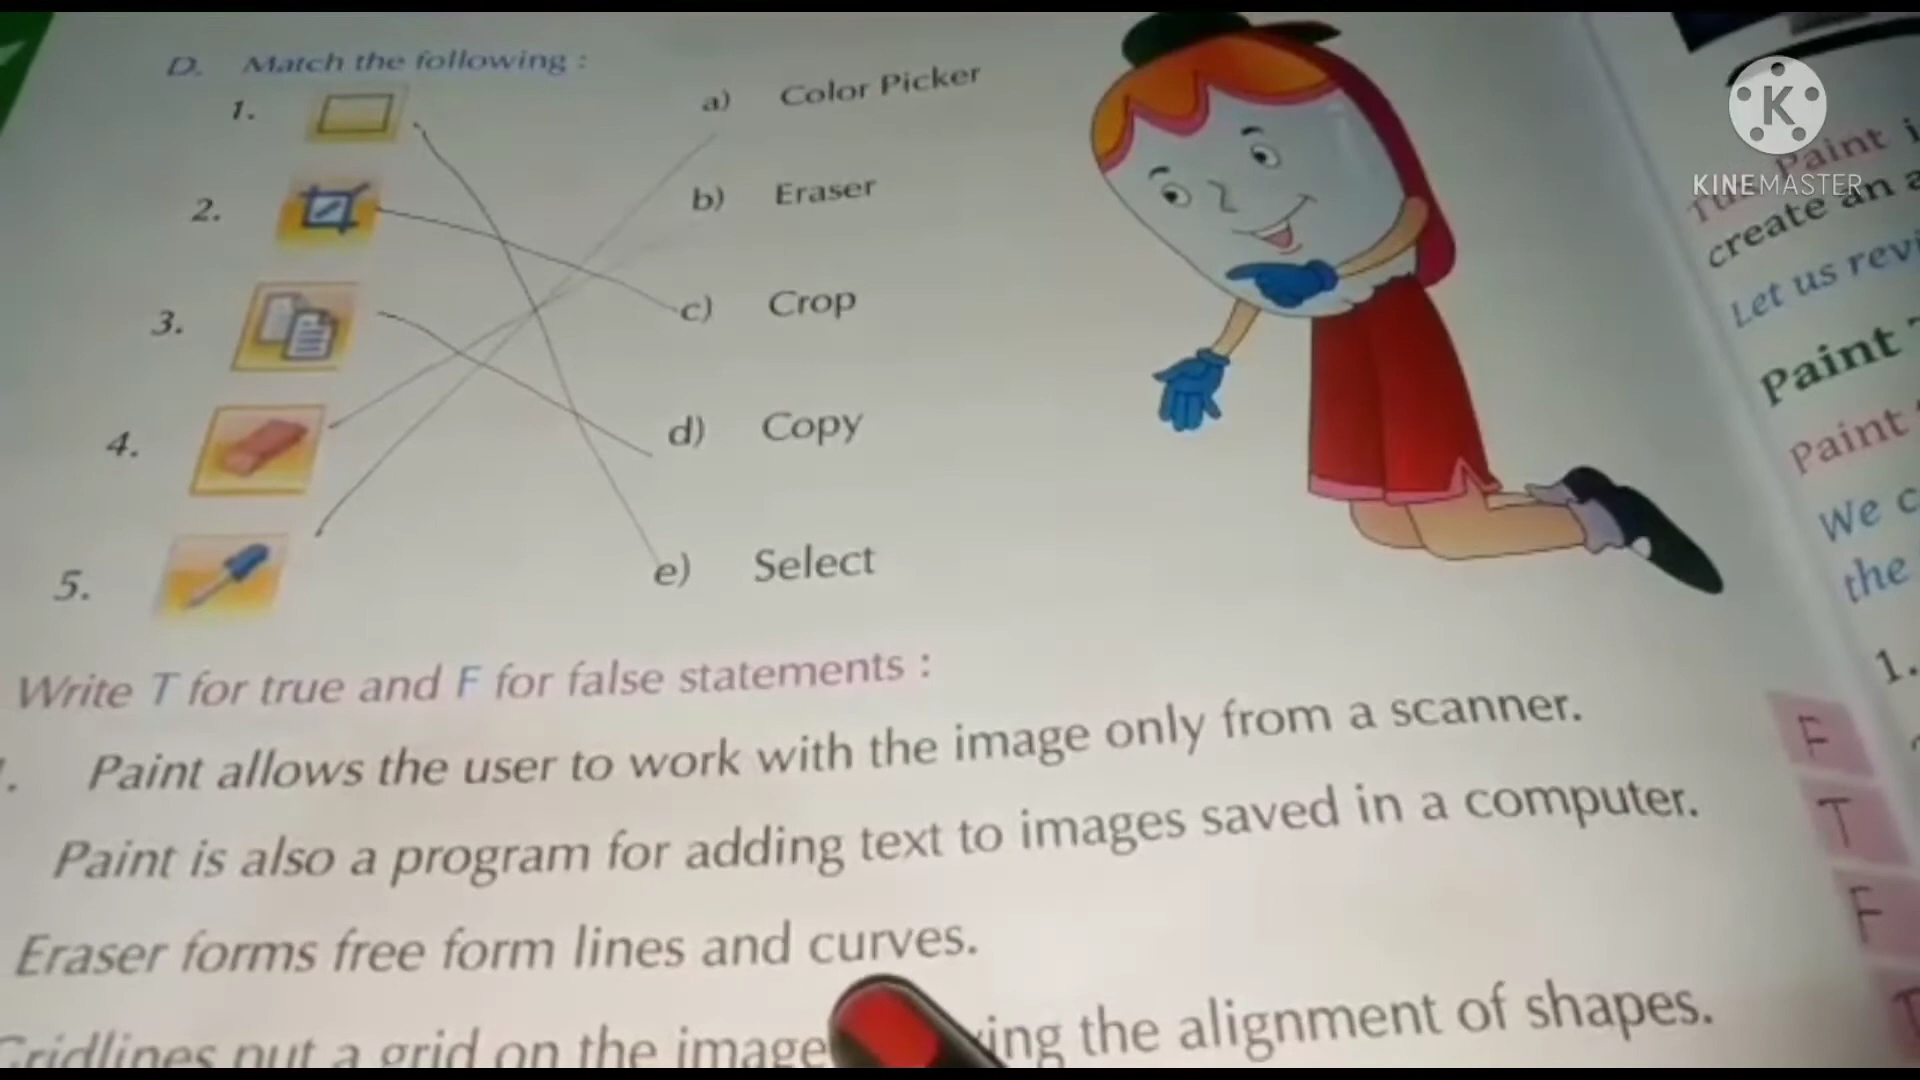 D. Match the following :
1.
a) Color Picker
2.
b) Eraser
3.
c) Crop
4.
d) Copy
5.
e) Select
Write T for true and F for false statements :
Paint allows the user to work with the image only from a scanner.
F
Paint is also a program for adding text to images saved in a computer.
T
Eraser forms free form lines and curves.
F
Gridlines put a grid on the image
the alignment of shapes.
T
K
KINEMASTER
Paint
create an a
Let us revi
Paint
Paint
We c
the
1.